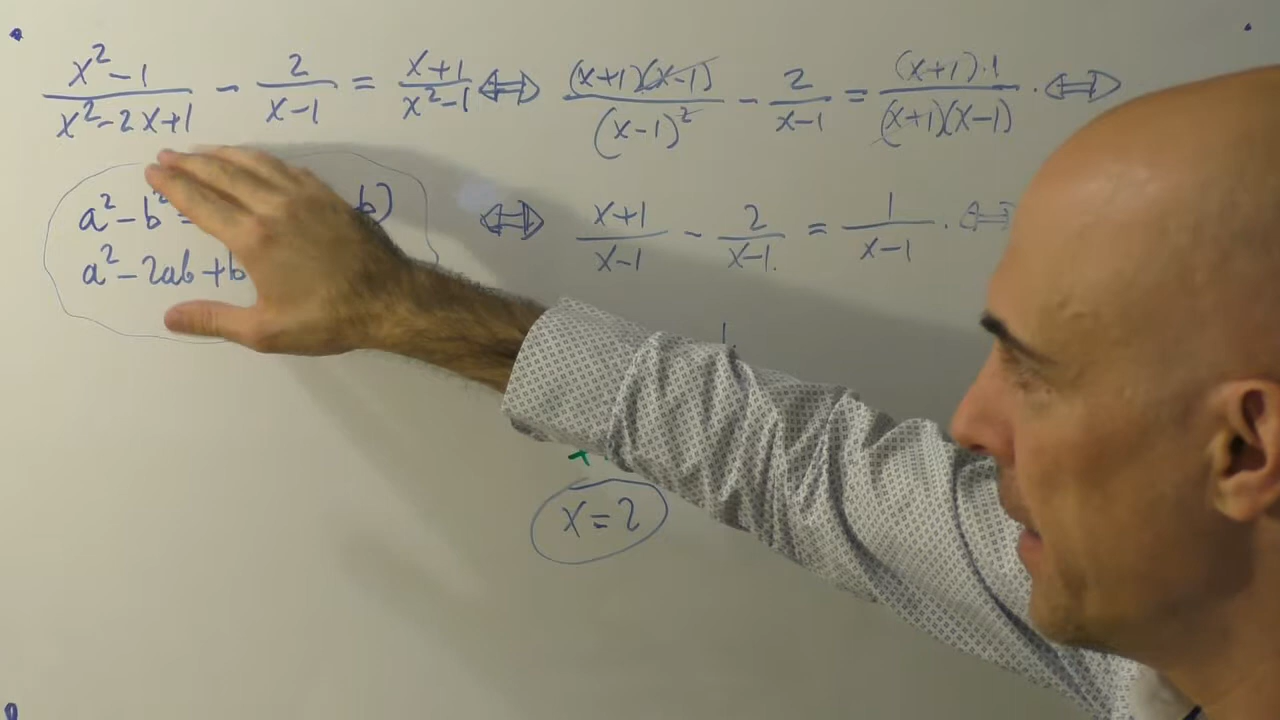 x² - 1 / x² - 2x + 1 - 2 / x - 1 = x + 1 / x² - 1 ⇔ (x+1)(x-1) / (x-1)² - 2 / x-1 = (x+1)·1 / (x+1)(x-1) . ⇔
a² - b² = b)
⇔ x+1 / x-1 - 2 / x-1. = 1 / x-1 . ⇔
a² - 2ab + b
x = 2